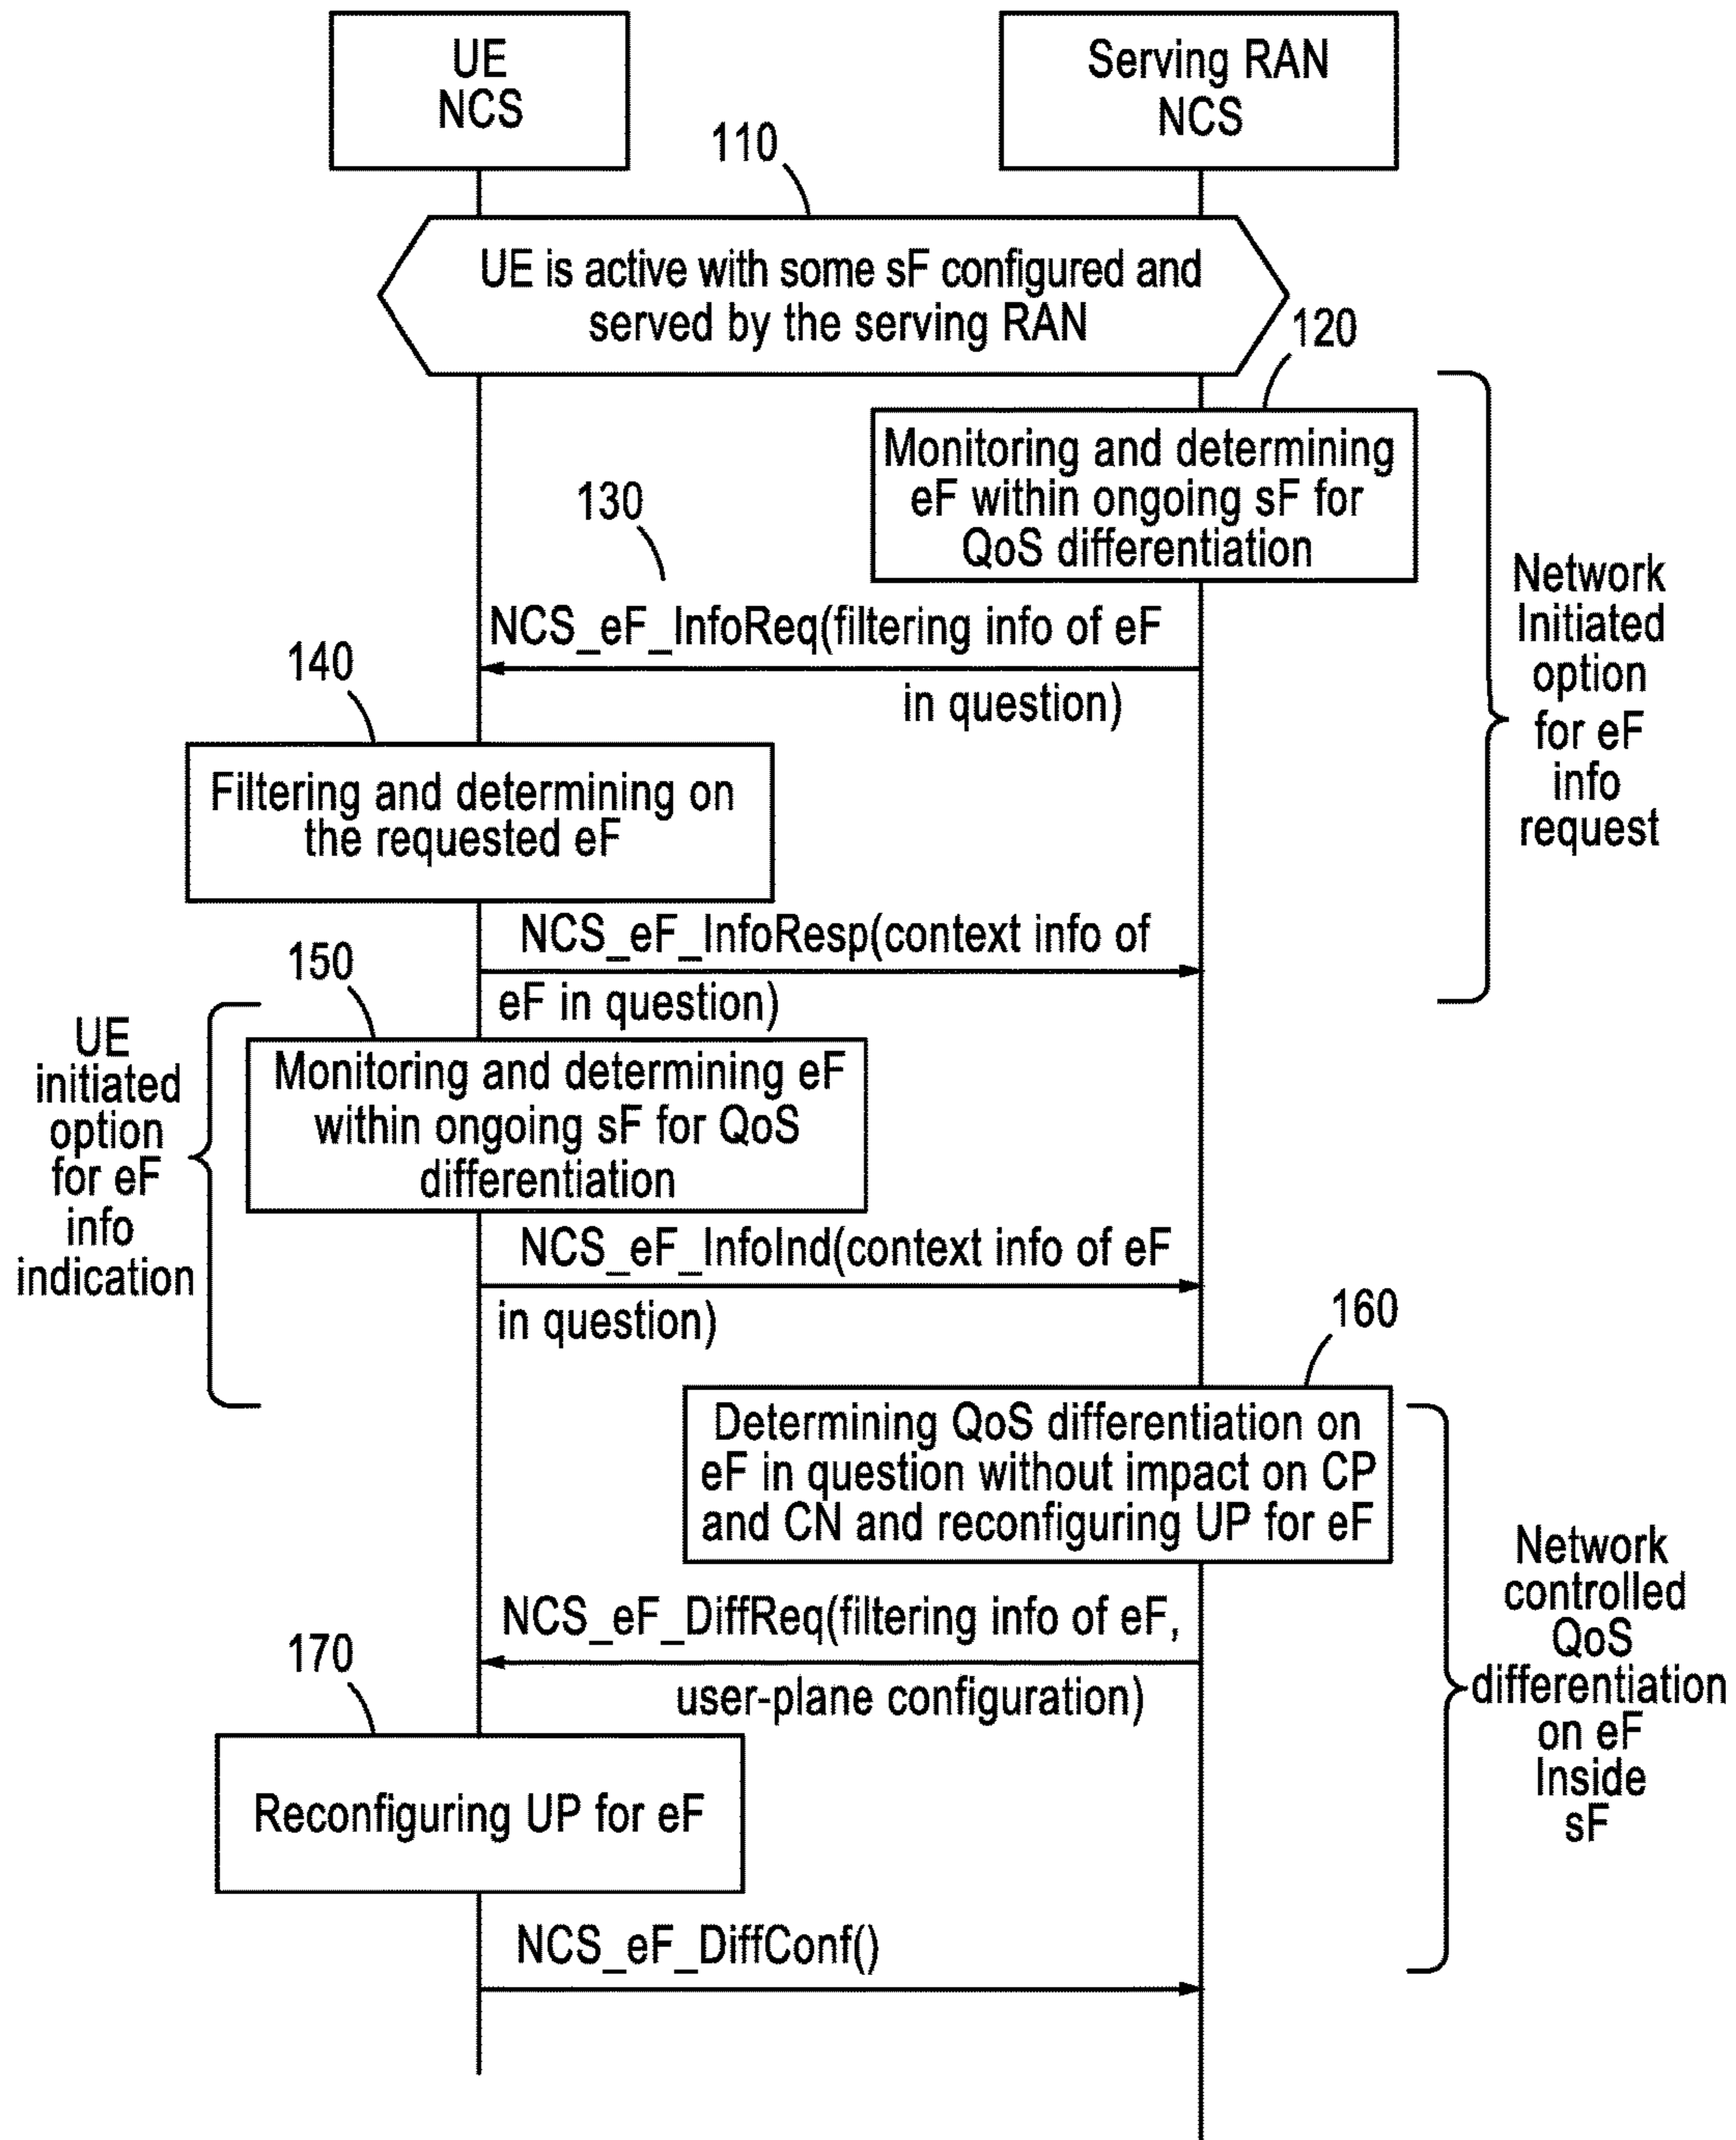 UE
NCS
Serving RAN
NCS
110
UE is active with some sF configured and
served by the serving RAN
120
Monitoring and determining
eF within ongoing sF for
QoS differentiation
130
NCS_eF_InfoReq(filtering info of eF
in question)
Network
Initiated
option
for eF
info
request
140
Filtering and determining on
the requested eF
NCS_eF_InfoResp(context info of
eF in question)
150
UE
initiated
option
for eF
info
indication
Monitoring and determining eF
within ongoing sF for QoS
differentiation
NCS_eF_InfoInd(context info of eF
in question)
160
Determining QoS differentiation on
eF in question without impact on CP
and CN and reconfiguring UP for eF
NCS_eF_DiffReq(filtering info of eF,
user-plane configuration)
Network
controlled
QoS
differentiation
on eF
Inside
sF
170
Reconfiguring UP for eF
NCS_eF_DiffConf()